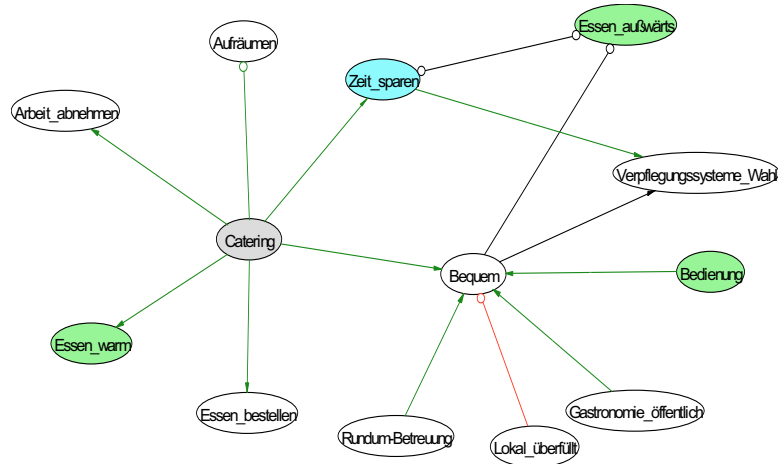 Essen_außwärts
Aufräumen
Zeit_sparen
Arbeit_abnehmen
Verpflegungssysteme_Wahl
Catering
Bequem
Bedienung
Essen_warm
Essen_bestellen
Gastronomie_öffentlich
Rundum-Betreuung
Lokal_überfüllt